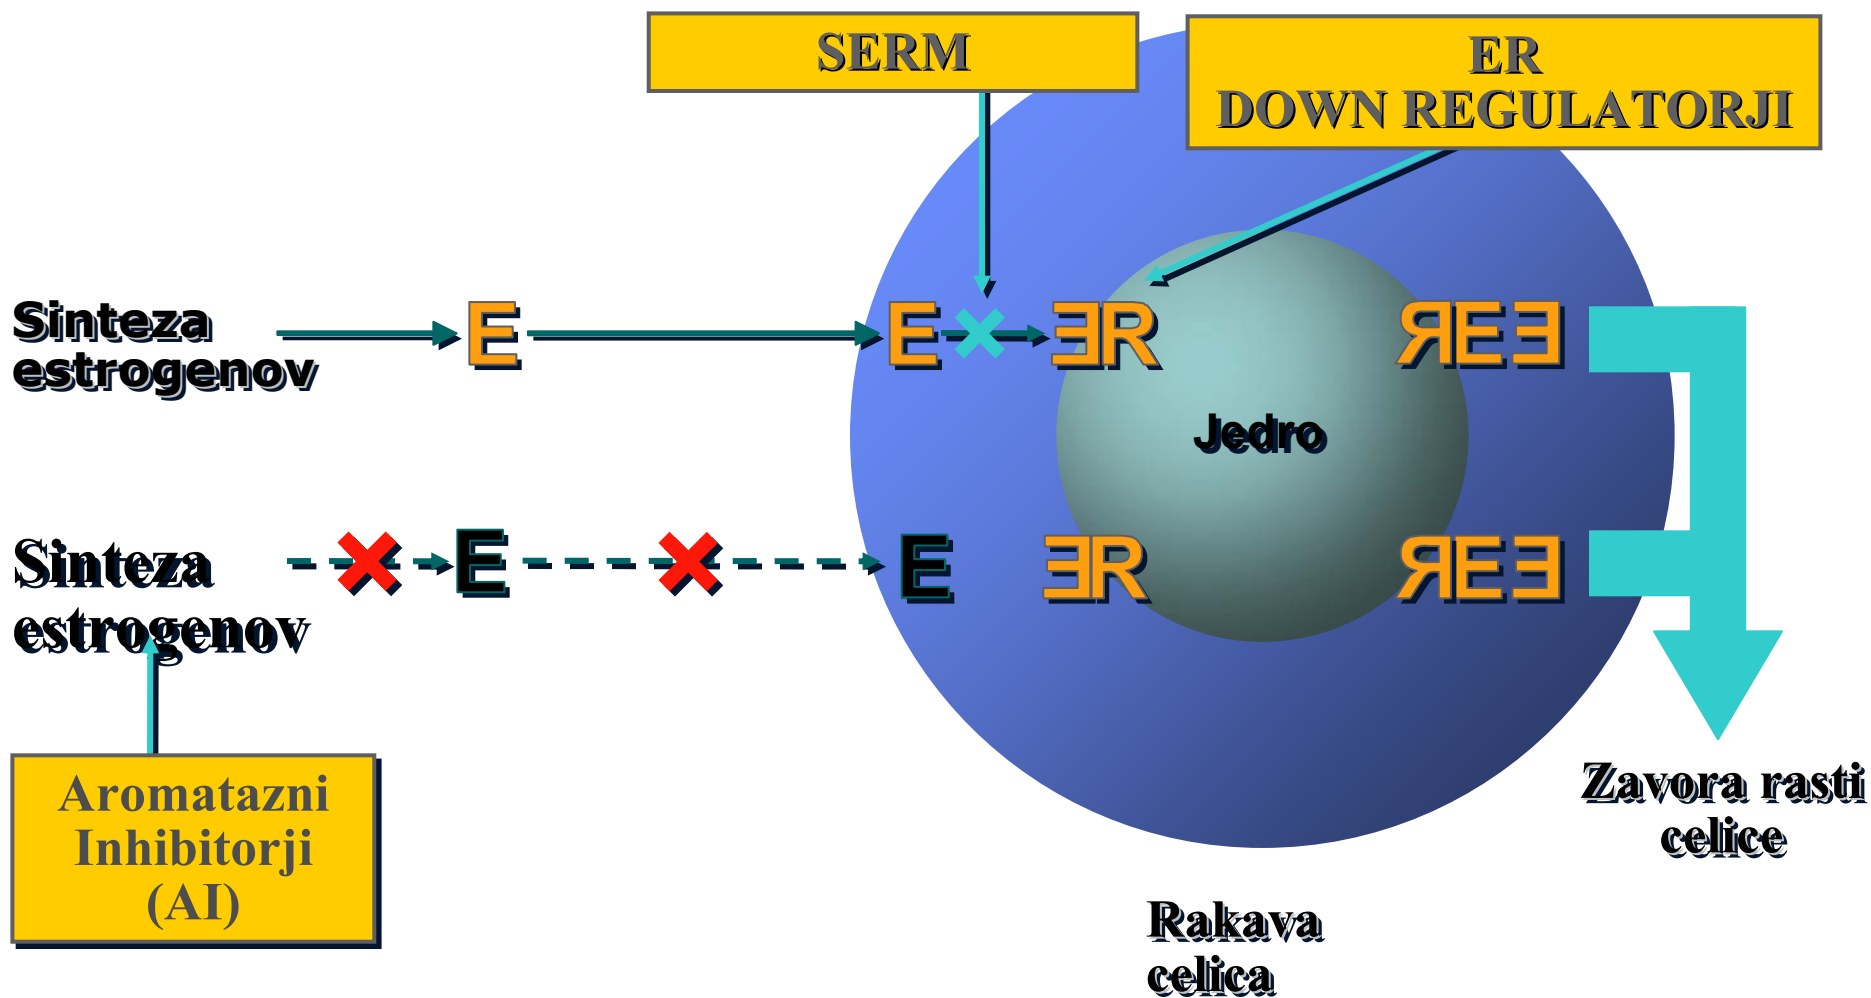 SERM
ER
DOWN REGULATORJI
Sinteza
estrogenov
E
E
ƎR
ЯEƎ
Jedro
Sinteza
estrogenov
E
E
ƎR
ЯEƎ
Aromatazni
Inhibitorji
(AI)
Zavora rasti
celice
Rakava
celica